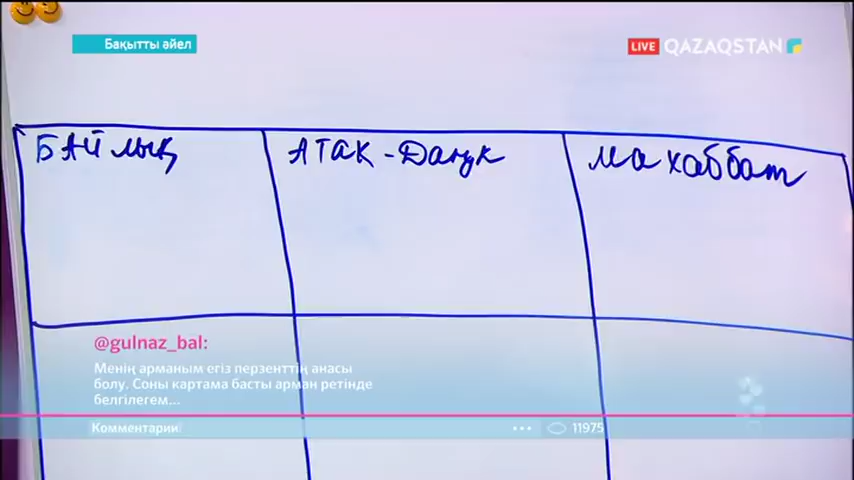 Бақытты әйел
LIVE QAZAQSTAN
БАЙлық
АТАҚ-Даңқ
Махаббат
@gulnaz_bal:
Менің арманым егіз перзенттің анасы
болу. Соны картама басты арман ретінде
белгілегем...
Комментарии
11975